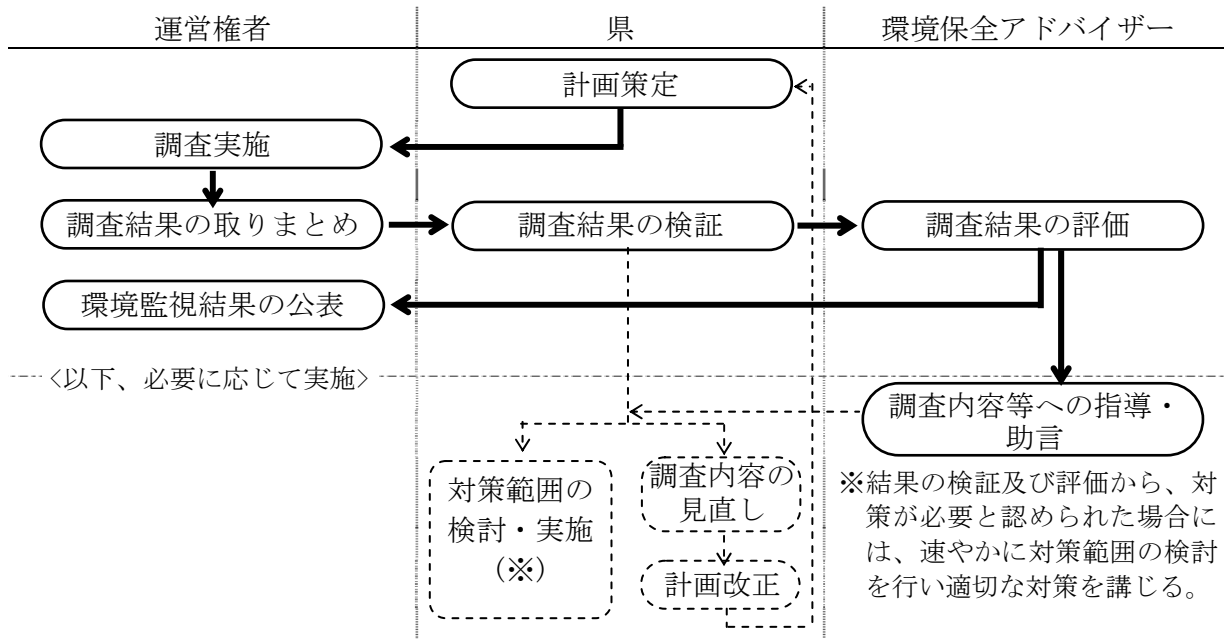 運営権者
県
環境保全アドバイザー
計画策定
調査実施
調査結果の取りまとめ
調査結果の検証
調査結果の評価
環境監視結果の公表
<以下、必要に応じて実施>
調査内容等への指導・
助言
対策範囲の
検討・実施
(※)
調査内容の
見直し
計画改正
※結果の検証及び評価から、対
策が必要と認められた場合に
は、速やかに対策範囲の検討
を行い適切な対策を講じる。